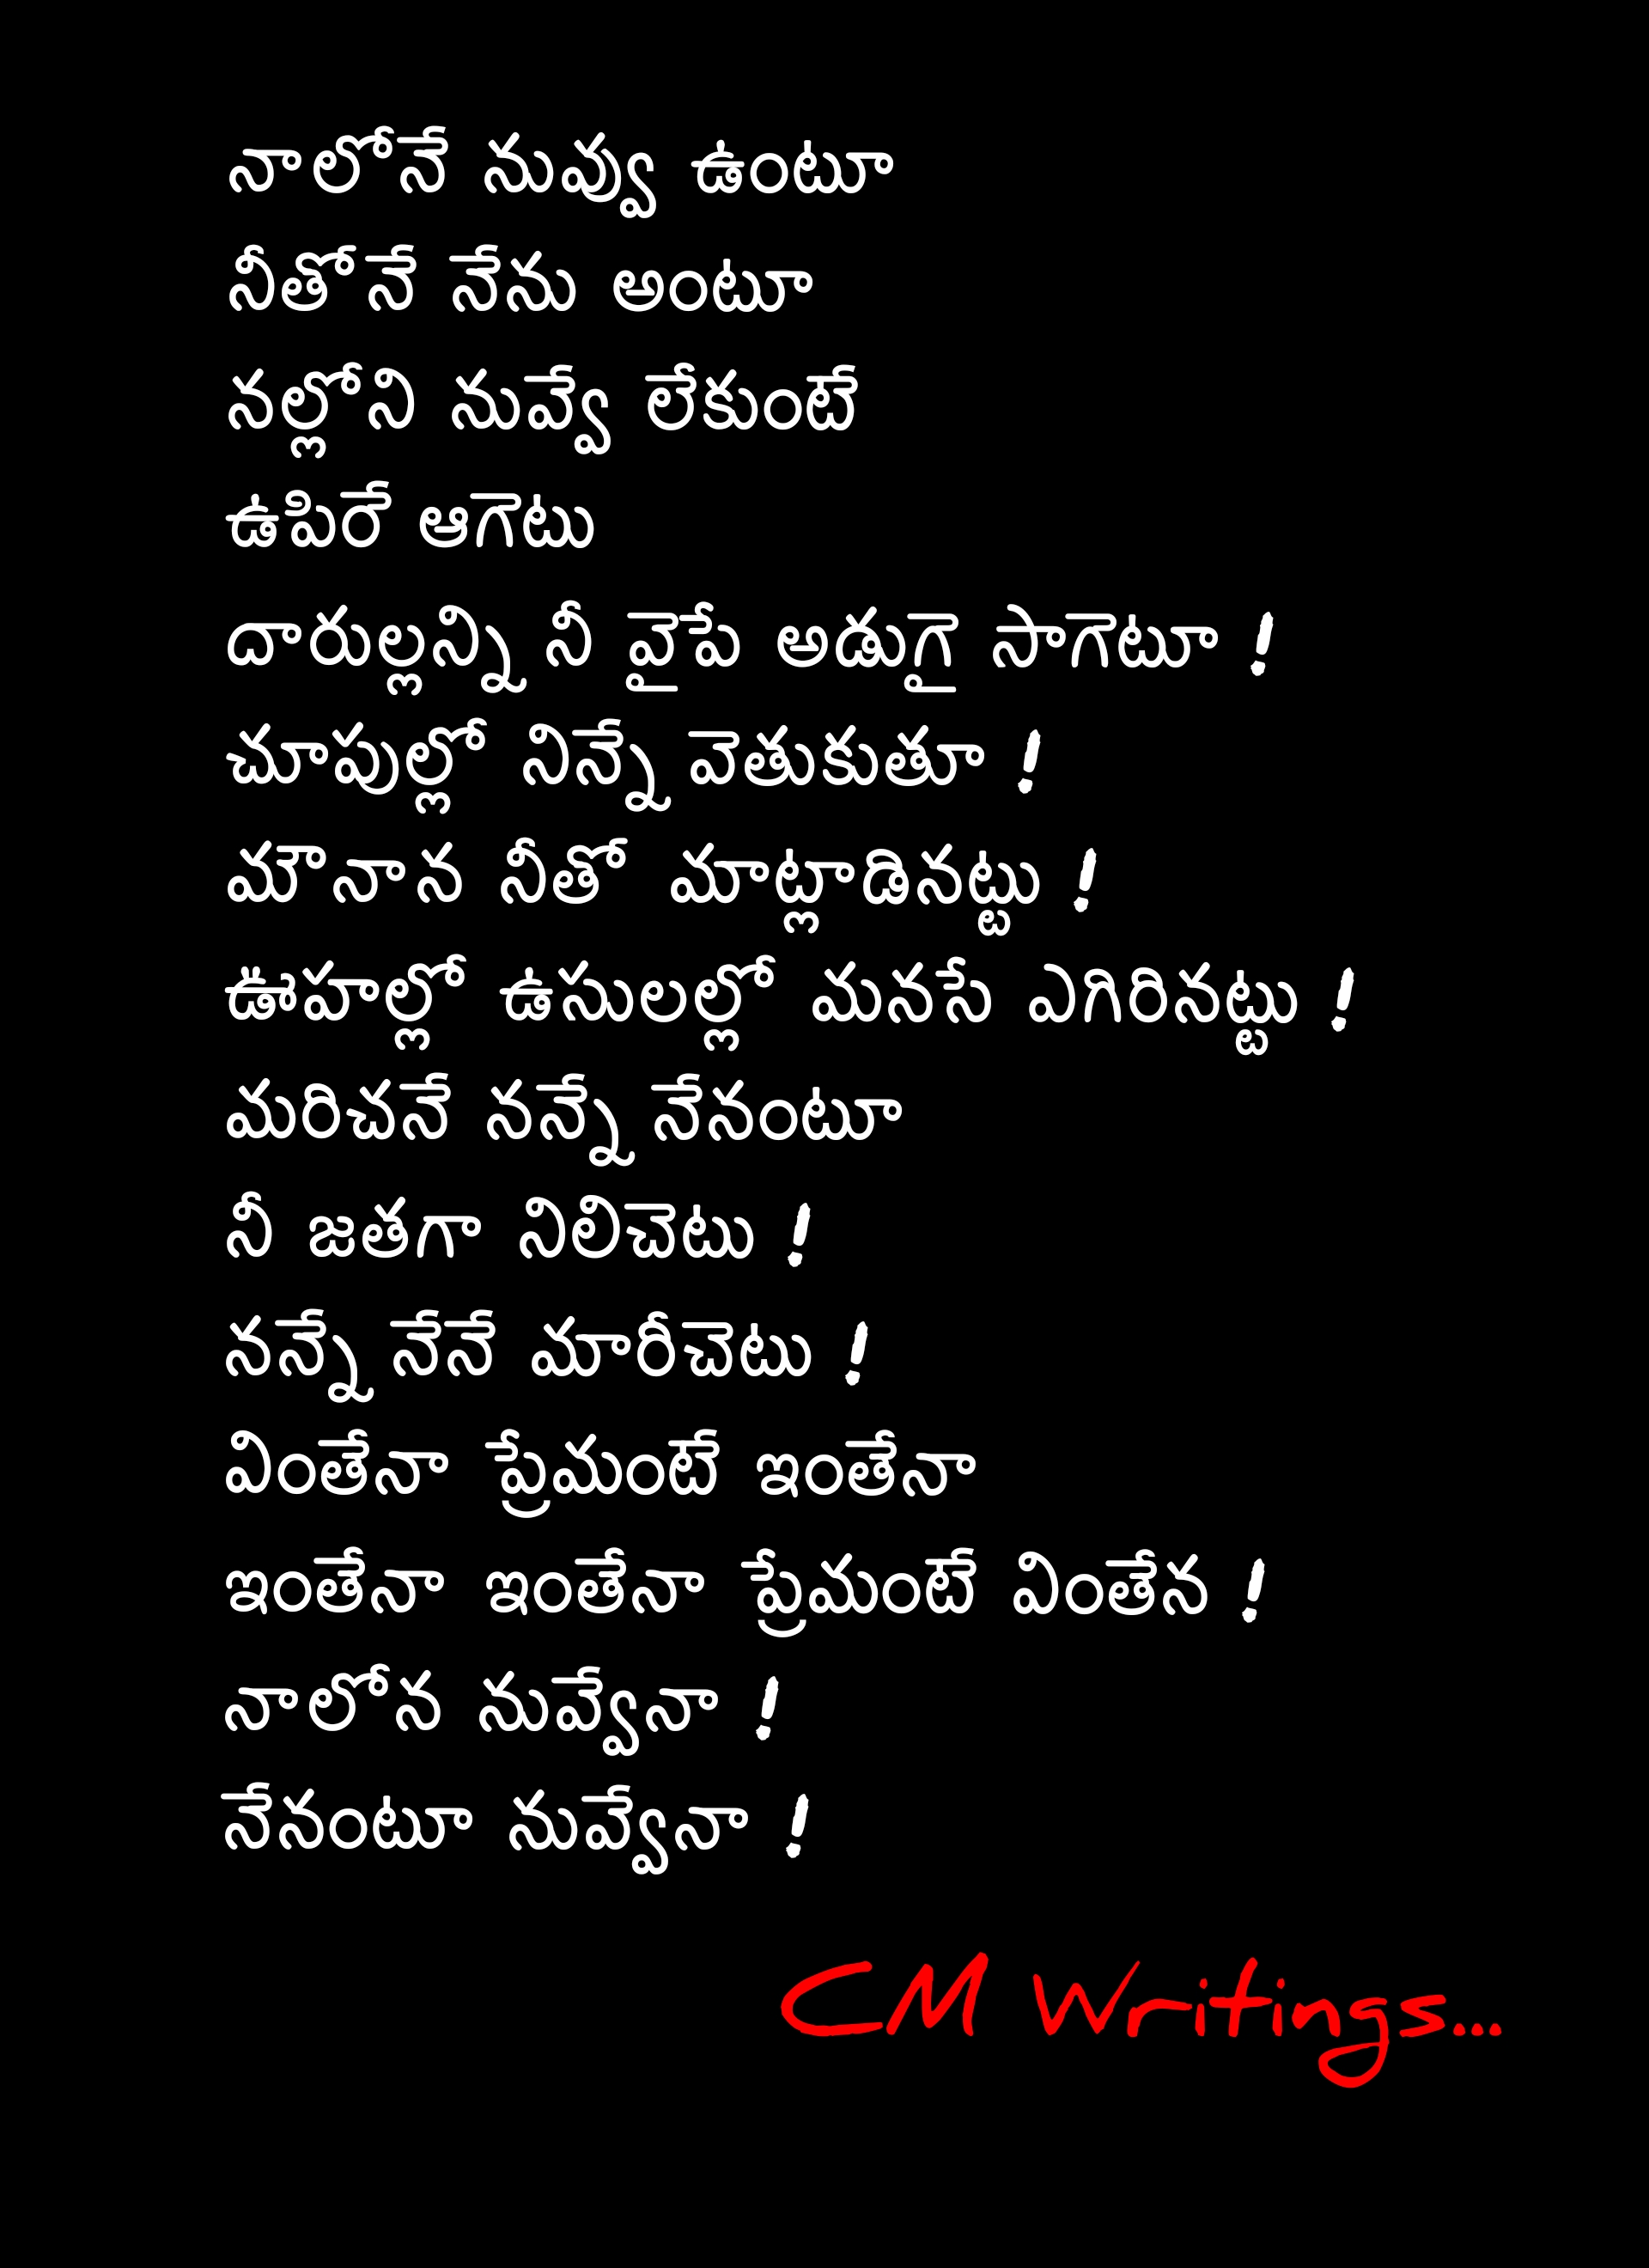 నాలోనే నువ్వు ఉంటూ
నీతోనే నేను అంటూ
నల్లోని నువ్వే లేకుంటే
ఉపిరే ఆగెటు
దారుల్లన్ని నీ వైపే అడుగై సాగెటూ !
చూపుల్లో నిన్నే వెతుకుతూ !
మౌనాన నీతో మాట్లాడినట్టు !
ఊహల్లో ఉసులల్లో మనసే ఎగిరినట్టు !
మరిచనే నన్నే నేనంటూ
నీ జతగా నిలిచెటు !
నన్నే నేనే మారీచెటు !
వింతేనా ప్రేమంటే ఇంతేనా
ఇంతేనా ఇంతేనా ప్రేమంటే వింతేన !
నాలోన నువ్వేనా !
నేనంటూ నువ్వేనా !
CM Writings...